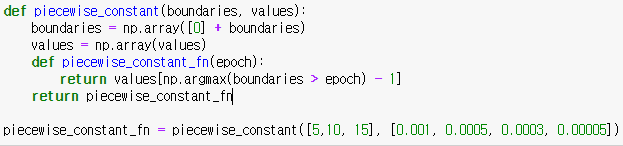 def piecewise_constant(boundaries, values):
    boundaries = np.array([0] + boundaries)
    values = np.array(values)
    def piecewise_constant_fn(epoch):
        return values[np.argmax(boundaries > epoch) - 1]
    return piecewise_constant_fn
piecewise_constant_fn = piecewise_constant([5,10, 15], [0.001, 0.0005, 0.0003, 0.00005])